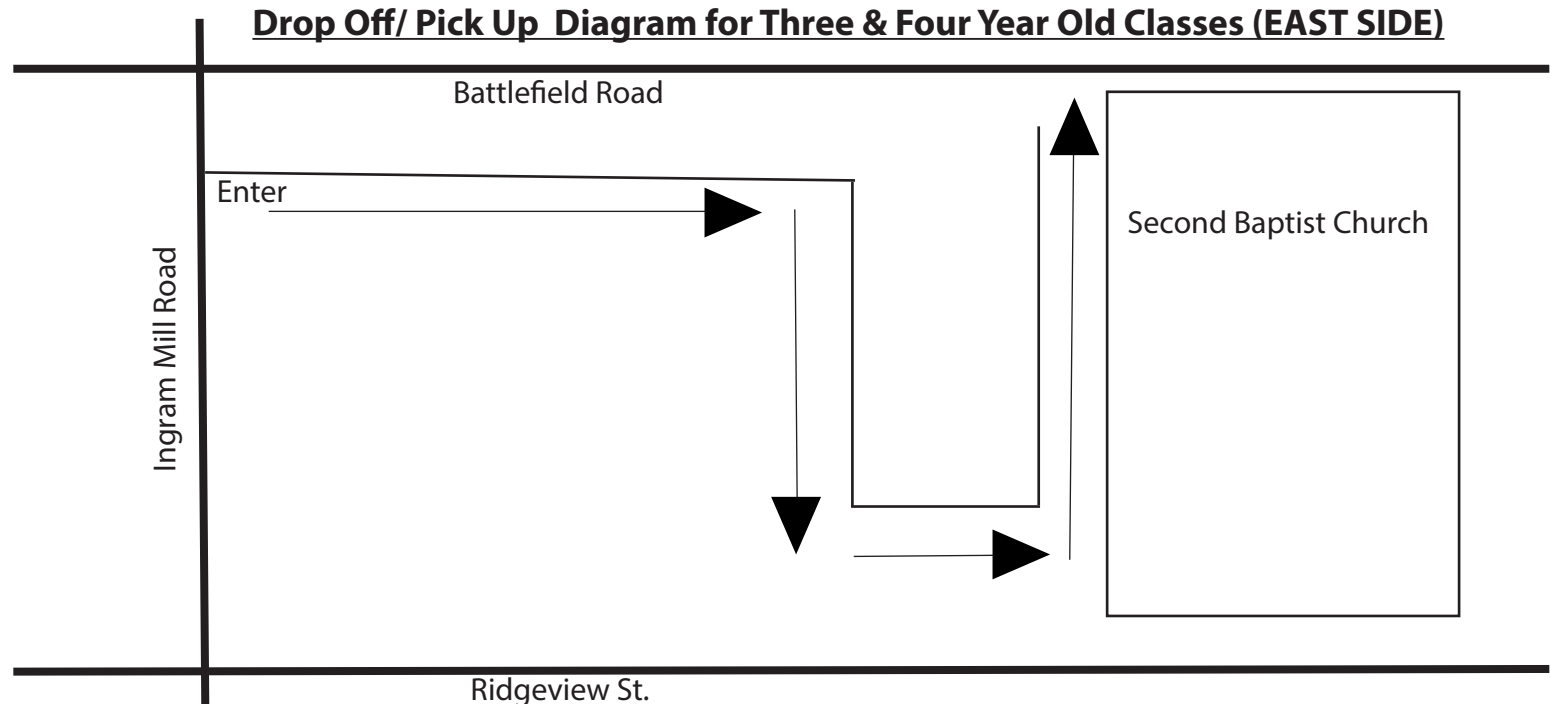 Drop Off/ Pick Up  Diagram for Three & Four Year Old Classes (EAST SIDE)
Battlefield Road
Enter
Second Baptist Church
Ingram Mill Road
Ridgeview St.